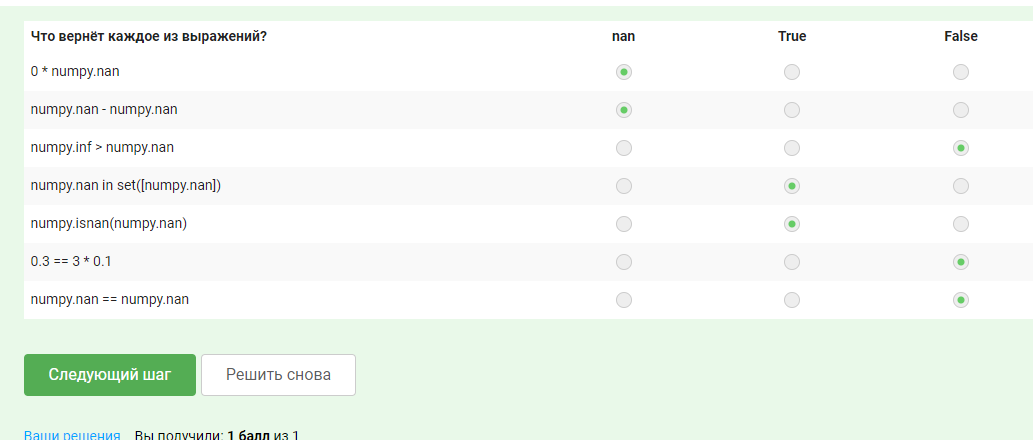 Что вернёт каждое из выражений? nan True False
0 * numpy.nan
numpy.nan - numpy.nan
numpy.inf > numpy.nan
numpy.nan in set([numpy.nan])
numpy.isnan(numpy.nan)
0.3 == 3 * 0.1
numpy.nan == numpy.nan
Следующий шаг Решить снова
Ваши решения Вы получили: 1 балл из 1